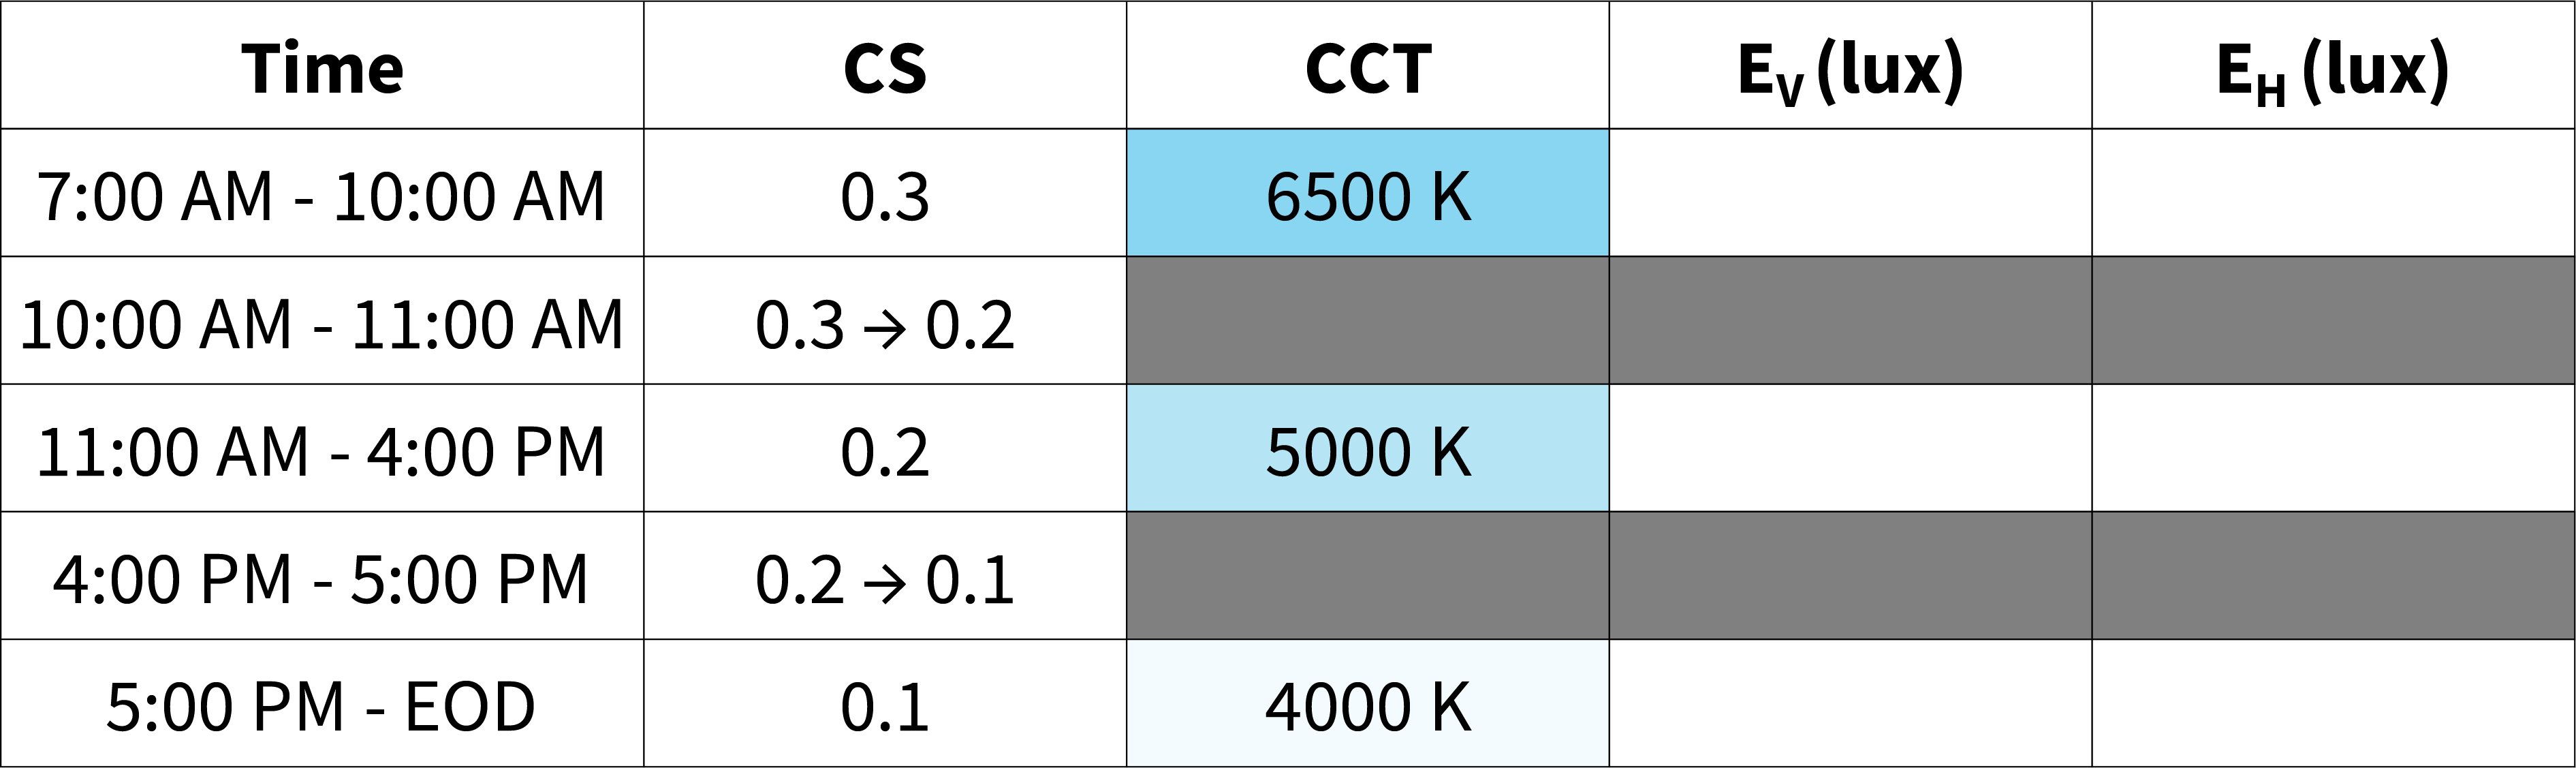 Time CS CCT EV (lux) EH (lux)
7:00 AM - 10:00 AM 0.3 6500 K
10:00 AM - 11:00 AM 0.3 → 0.2
11:00 AM - 4:00 PM 0.2 5000 K
4:00 PM - 5:00 PM 0.2 → 0.1
5:00 PM - EOD 0.1 4000 K